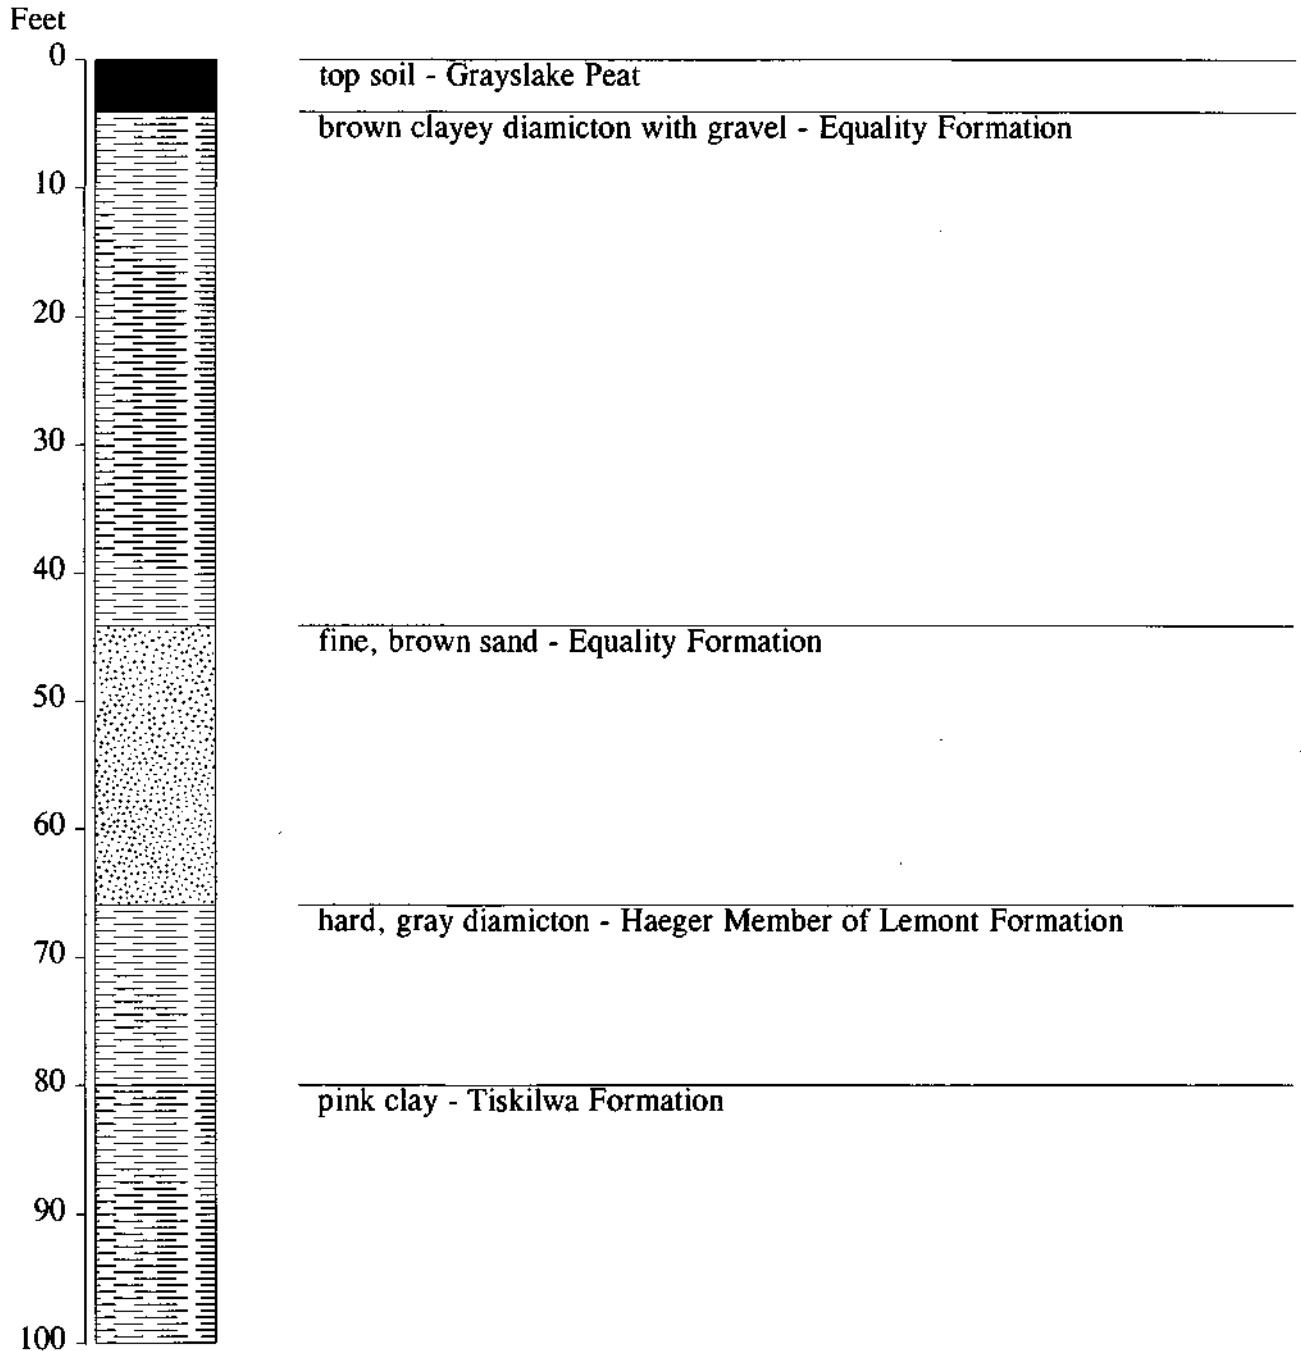 Feet
0
top soil - Grayslake Peat
brown clayey diamicton with gravel - Equality Formation
10
20
30
40
fine, brown sand - Equality Formation
50
60
hard, gray diamicton - Haeger Member of Lemont Formation
70
80
pink clay - Tiskilwa Formation
90
100